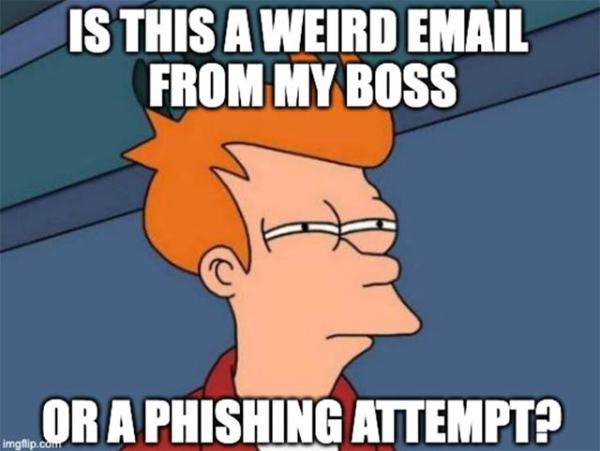 IS THIS A WEIRD EMAIL
FROM MY BOSS
OR A PHISHING ATTEMPT?
imgflip.com